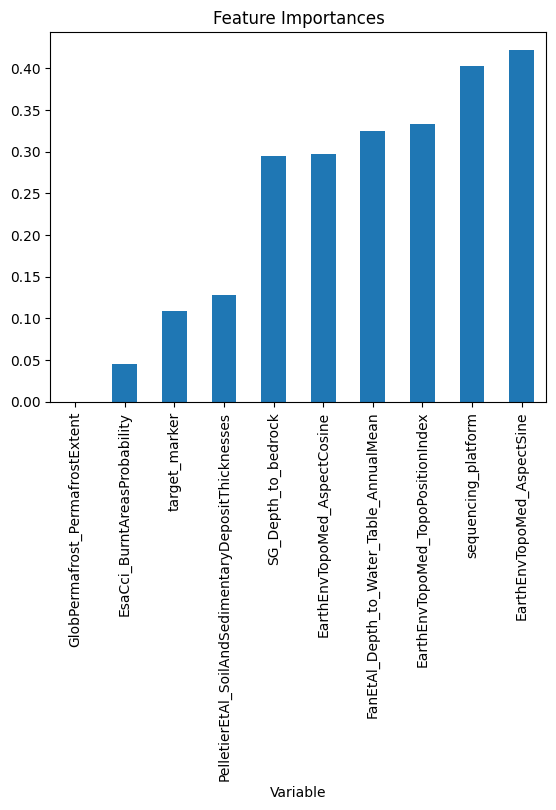 Feature Importances
0.40
0.35
0.30
0.25
0.20
0.15
0.10
0.05
0.00
GlobPermafrost_PermafrostExtent
EsaCci_BurntAreasProbability
target_marker
PelletierEtAl_SoilAndSedimentaryDepositThicknesses
SG_Depth_to_bedrock
EarthEnvTopoMed_AspectCosine
FanEtAl_Depth_to_Water_Table_AnnualMean
EarthEnvTopoMed_TopoPositionIndex
sequencing_platform
EarthEnvTopoMed_AspectSine
Variable